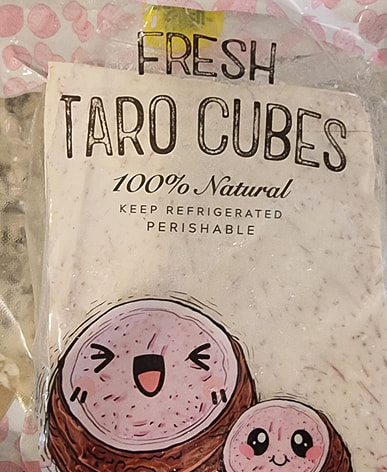 FRESH
TARO CUBES
100% Natural
KEEP REFRIGERATED
PERISHABLE